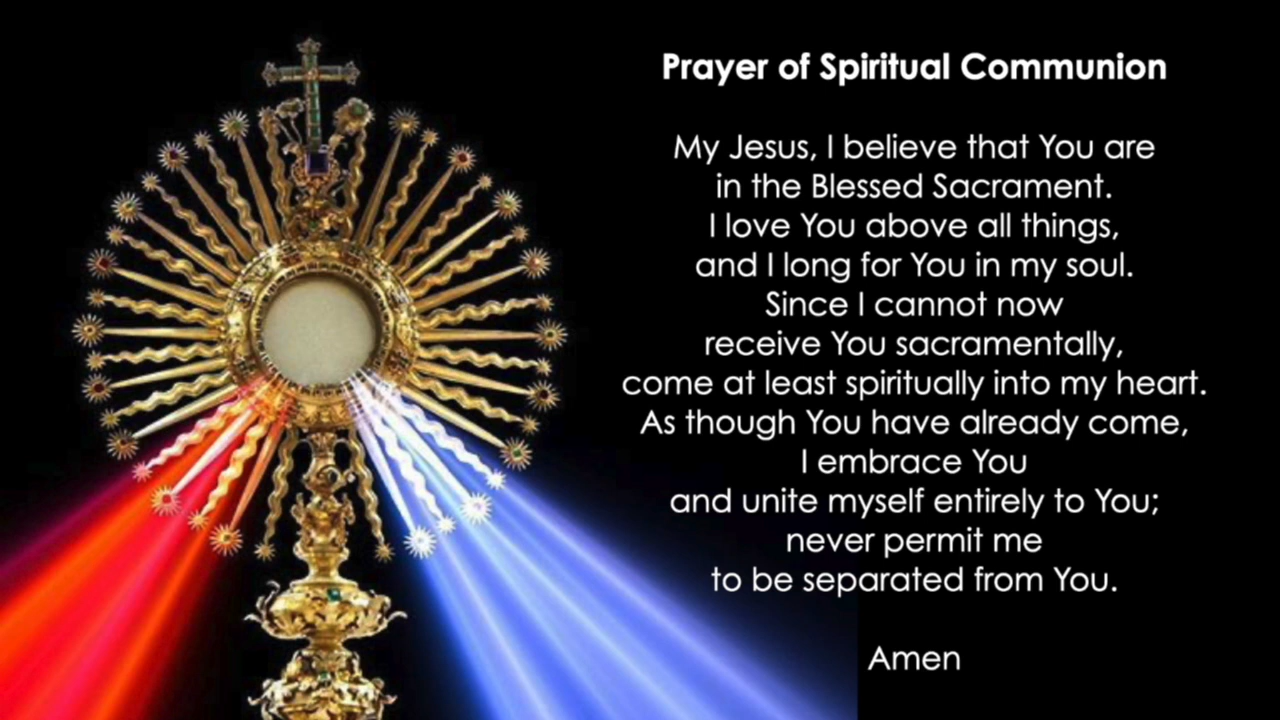 Prayer of Spiritual Communion
My Jesus, I believe that You are
in the Blessed Sacrament.
I love You above all things,
and I long for You in my soul.
Since I cannot now
receive You sacramentally,
come at least spiritually into my heart.
As though You have already come,
I embrace You
and unite myself entirely to You;
never permit me
to be separated from You.
Amen